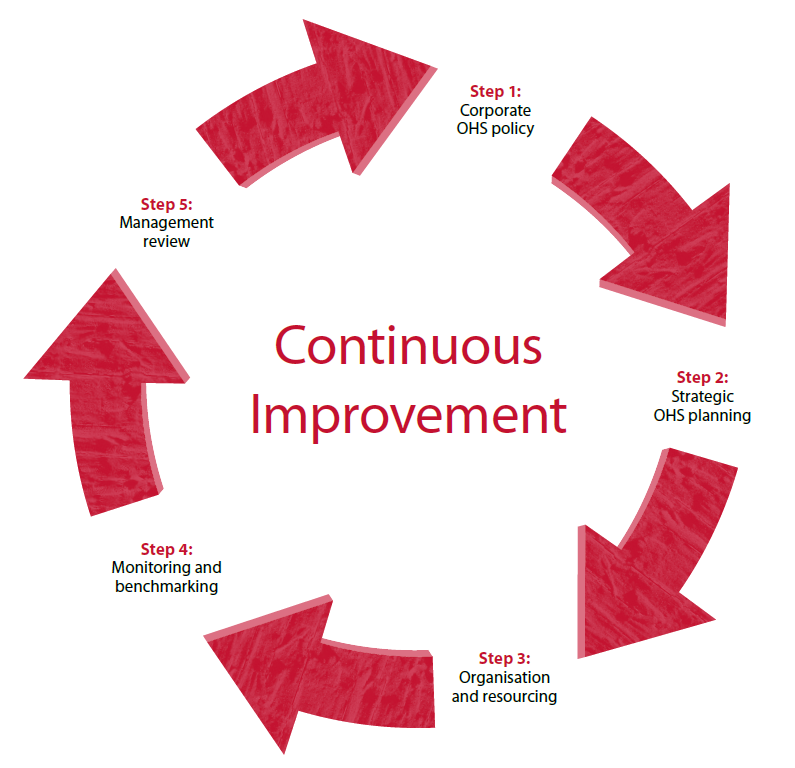 Step 1:
Corporate
OHS policy
Step 2:
Strategic
OHS planning
Step 3:
Organisation
and resourcing
Step 4:
Monitoring and
benchmarking
Step 5:
Management
review
Continuous
Improvement